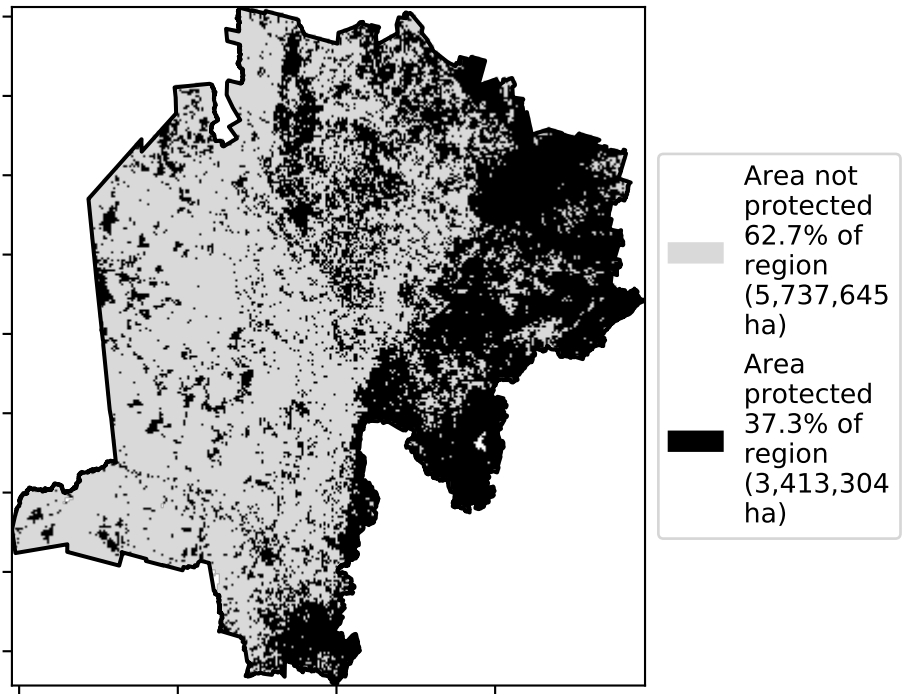 Area not
protected
62.7% of
region
(5,737,645
ha)
Area
protected
37.3% of
region
(3,413,304
ha)